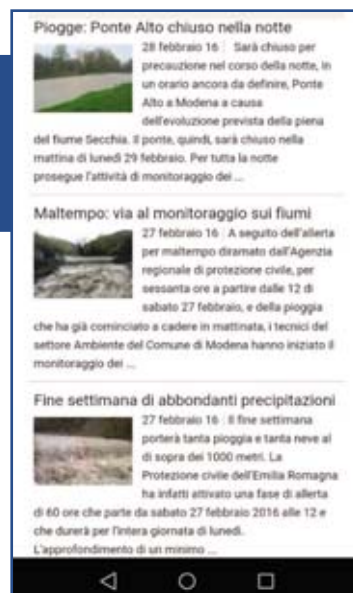 Piogge: Ponte Alto chiuso nella notte
28 febbraio 16 | Sarà chiuso per
precauzione nel corso della notte, in
un orario ancora da definire, Ponte
Alto a Modena a causa
dell'evoluzione prevista della piena
del fiume Secchia. Il ponte, quindi, sarà chiuso nella
mattina di lunedì 29 febbraio. Per tutta la notte
prosegue l'attività di monitoraggio dei ...
Maltempo: via al monitoraggio sui fiumi
27 febbraio 16 | A seguito dell'allerta
per maltempo diramato dall'Agenzia
regionale di protezione civile, per
sessanta ore a partire dalle 12 di
sabato 27 febbraio, e della pioggia
che ha già cominciato a cadere in mattinata, i tecnici del
settore Ambiente del Comune di Modena hanno iniziato il
monitoraggio dei ...
Fine settimana di abbondanti precipitazioni
27 febbraio 16 | Il fine settimana
porterà tanta pioggia e tanta neve al
di sopra dei 1000 metri. La
Protezione civile dell'Emilia Romagna
ha infatti attivato una fase di allerta
di 60 ore che parte da sabato 27 febbraio 2016 alle 12 e
che durerà per l'intera giornata di lunedì.
L'approfondimento di un minimo ...